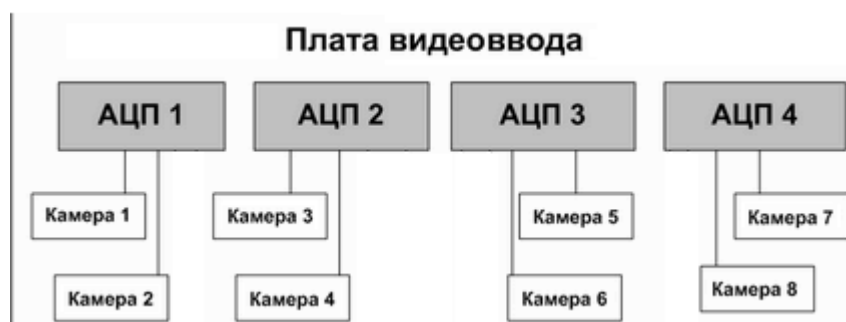 Плата видеоввода
АЦП 1 АЦП 2 АЦП 3 АЦП 4
Камера 1 Камера 3 Камера 5 Камера 7
Камера 2 Камера 4 Камера 6 Камера 8